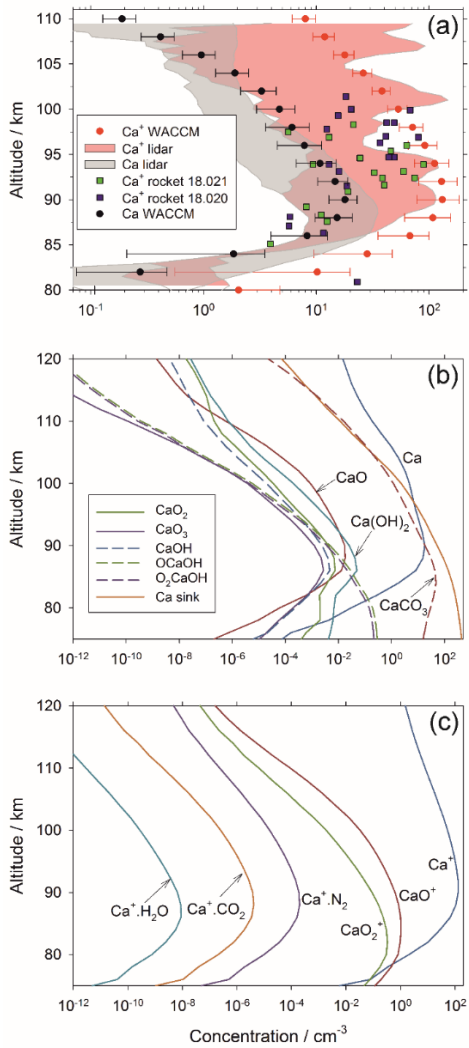 (a)
110
105
100
95
90
85
80
Altitude / km
Ca⁺ WACCM
Ca⁺ lidar
Ca lidar
Ca⁺ rocket 18.021
Ca⁺ rocket 18.020
Ca WACCM
10⁻¹ 10⁰ 10¹ 10²
(b)
120
110
100
90
80
Altitude / km
Ca
CaO
Ca(OH)₂
CaCO₃
CaO₂
CaO₃
CaOH
OCaOH
O₂CaOH
Ca sink
10⁻¹² 10⁻¹⁰ 10⁻⁸ 10⁻⁶ 10⁻⁴ 10⁻² 10⁰ 10²
(c)
120
110
100
90
80
Altitude / km
Ca⁺.H₂O
Ca⁺.CO₂
Ca⁺.N₂
CaO₂⁺
CaO⁺
Ca⁺
10⁻¹² 10⁻¹⁰ 10⁻⁸ 10⁻⁶ 10⁻⁴ 10⁻² 10⁰ 10²
Concentration / cm⁻³